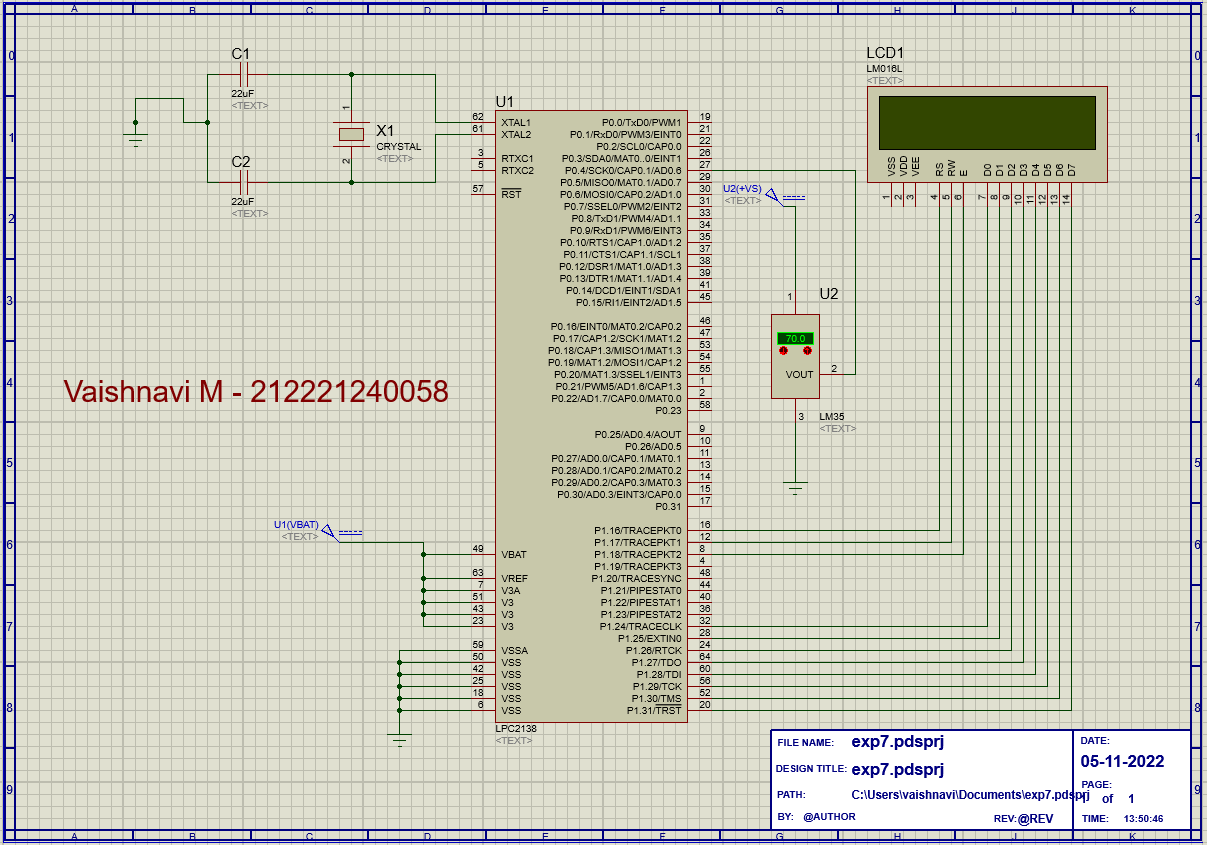 A B C D E F G H J K
0 0
C1
22uF
<TEXT>
C2
22uF
<TEXT>
1
X1
CRYSTAL
<TEXT>
2
LCD1
LM016L
<TEXT>
VSS VDD VEE RS RW E D0 D1 D2 D3 D4 D5 D6 D7
1 2 3 4 5 6 7 8 9 10 11 12 13 14
U1
62 XTAL1
61 XTAL2
3 RTXC1
5 RTXC2
57 RST
P0.0/TxD0/PWM1 19
P0.1/RxD0/PWM3/EINT0 21
P0.2/SCL0/CAP0.0 22
P0.3/SDA0/MAT0..0/EINT1 26
P0.4/SCK0/CAP0.1/AD0.6 27
P0.5/MISO0/MAT0.1/AD0.7 29
P0.6/MOSI0/CAP0.2/AD1.0 30
P0.7/SSEL0/PWM2/EINT2 31
P0.8/TxD1/PWM4/AD1.1 33
P0.9/RxD1/PWM6/EINT3 34
P0.10/RTS1/CAP1.0/AD1.2 35
P0.11/CTS1/CAP1.1/SCL1 37
P0.12/DSR1/MAT1.0/AD1.3 38
P0.13/DTR1/MAT1.1/AD1.4 39
P0.14/DCD1/EINT1/SDA1 41
P0.15/RI1/EINT2/AD1.5 45
P0.16/EINT0/MAT0.2/CAP0.2 46
P0.17/CAP1.2/SCK1/MAT1.2 47
P0.18/CAP1.3/MISO1/MAT1.3 53
P0.19/MAT1.2/MOSI1/CAP1.2 54
P0.20/MAT1.3/SSEL1/EINT3 55
P0.21/PWM5/AD1.6/CAP1.3 1
P0.22/AD1.7/CAP0.0/MAT0.0 2
P0.23 58
P0.25/AD0.4/AOUT 9
P0.26/AD0.5 10
P0.27/AD0.0/CAP0.1/MAT0.1 11
P0.28/AD0.1/CAP0.2/MAT0.2 13
P0.29/AD0.2/CAP0.3/MAT0.3 14
P0.30/AD0.3/EINT3/CAP0.0 15
P0.31 17
P1.16/TRACEPKT0 16
P1.17/TRACEPKT1 12
P1.18/TRACEPKT2 8
P1.19/TRACEPKT3 4
P1.20/TRACESYNC 48
P1.21/PIPESTAT0 44
P1.22/PIPESTAT1 40
P1.23/PIPESTAT2 36
P1.24/TRACECLK 32
P1.25/EXTIN0 28
P1.26/RTCK 24
P1.27/TDO 64
P1.28/TDI 60
P1.29/TCK 56
P1.30/TMS 52
P1.31/TRST 20
49 VBAT
63 VREF
7 V3A
51 V3
43 V3
23 V3
59 VSSA
50 VSS
42 VSS
25 VSS
18 VSS
6 VSS
LPC2138
<TEXT>
U2(+VS)
<TEXT>
1
U2
70.0
VOUT 2
3
LM35
<TEXT>
Vaishnavi M - 212221240058
U1(VBAT)
<TEXT>
1 1
2 2
3 3
4 4
5 5
6 6
7 7
8 8
9 9
FILE NAME: exp7.pdsprj
DESIGN TITLE: exp7.pdsprj
PATH: C:\Users\vaishnavi\Documents\exp7.pdsprj
BY: @AUTHOR REV:@REV
DATE:
05-11-2022
PAGE:
1 of 1
TIME: 13:50:46
A B C D E F G H J K